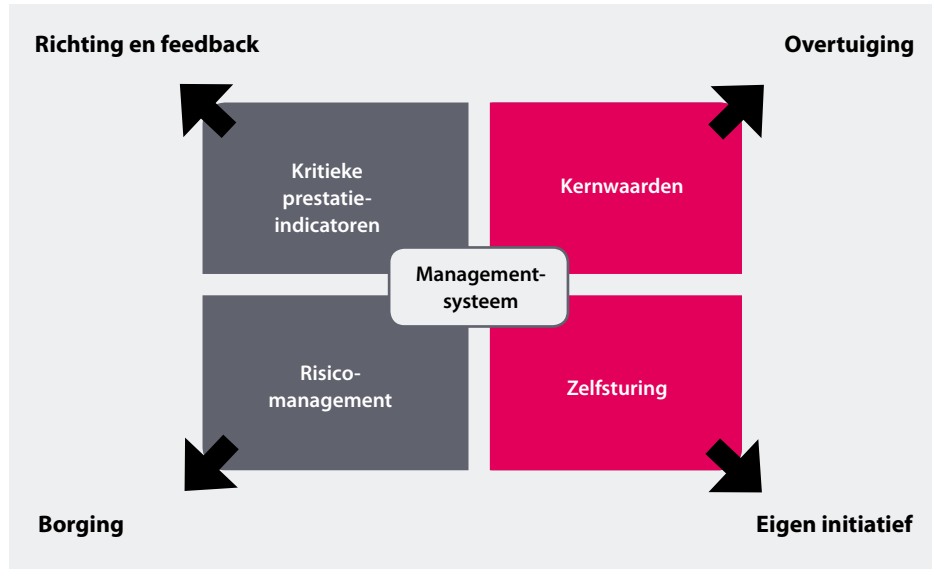 Richting en feedback
Overtuiging
Kritieke
prestatie-
indicatoren
Kernwaarden
Management-
systeem
Risico-
management
Zelfsturing
Borging
Eigen initiatief